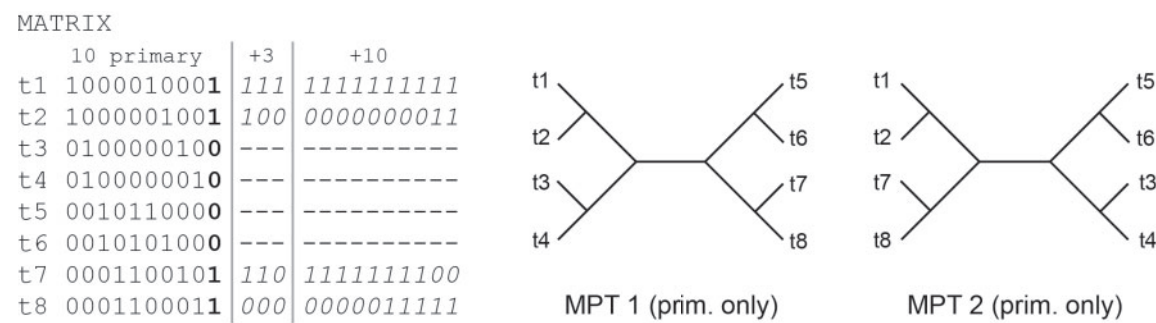 MATRIX
10 primary | +3 | +10
t1 1000010001 | 111 | 1111111111
t2 1000001001 | 100 | 0000000011
t3 0100000100 | --- | ----------
t4 0100000010 | --- | ----------
t5 0010110000 | --- | ----------
t6 0010101000 | --- | ----------
t7 0001100101 | 110 | 1111111100
t8 0001100011 | 000 | 0000011111
t1 t5
t2 t6
t3 t7
t4 t8
MPT 1 (prim. only)
t1 t5
t2 t6
t7 t3
t8 t4
MPT 2 (prim. only)